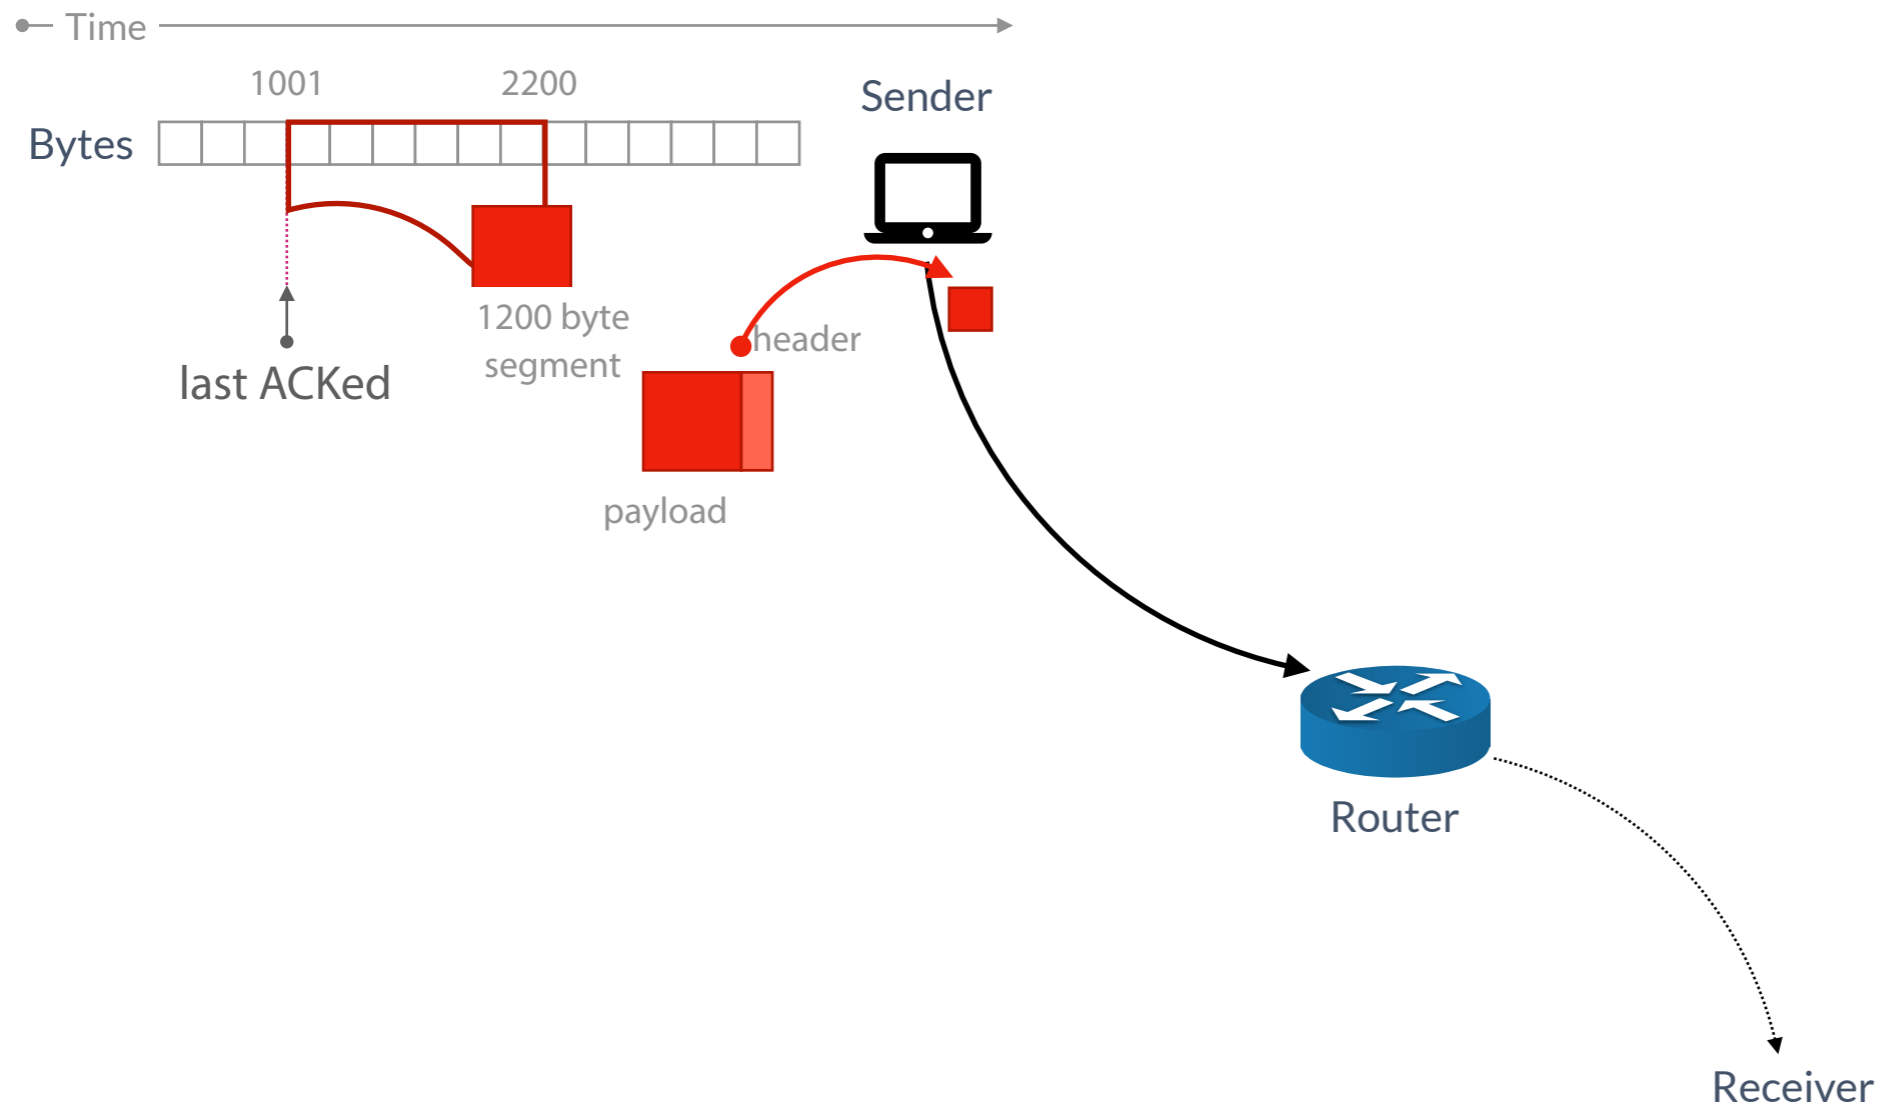 Time
1001
2200
Sender
Bytes
1200 byte
segment
header
last ACKed
payload
Router
Receiver